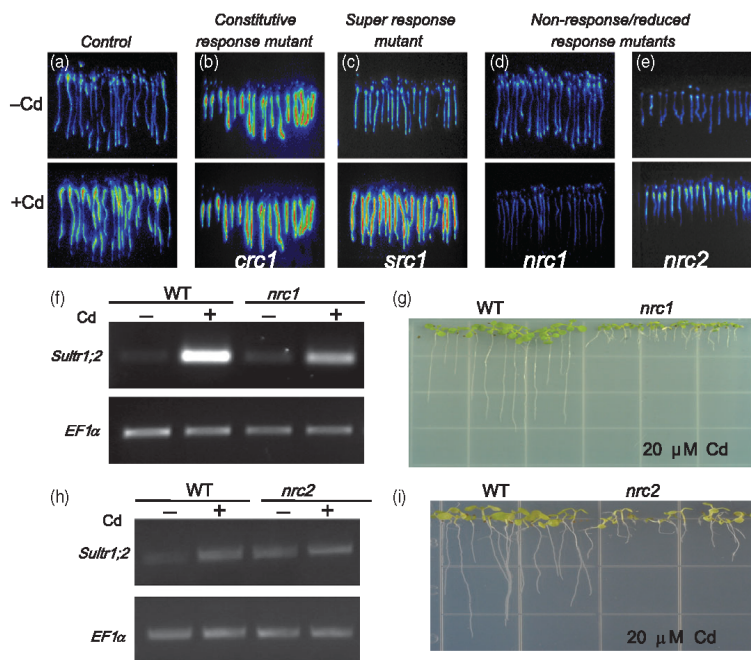 Control
Constitutive response mutant
Super response mutant
Non-response/reduced response mutants
(a)
(b)
(c)
(d)
(e)
–Cd
+Cd
crc1
src1
nrc1
nrc2
(f)
WT
nrc1
Cd
– + – +
Sultr1;2
EF1α
(g)
WT
nrc1
20 μM Cd
(h)
WT
nrc2
Cd
– + – +
Sultr1;2
EF1α
(i)
WT
nrc2
20 μM Cd